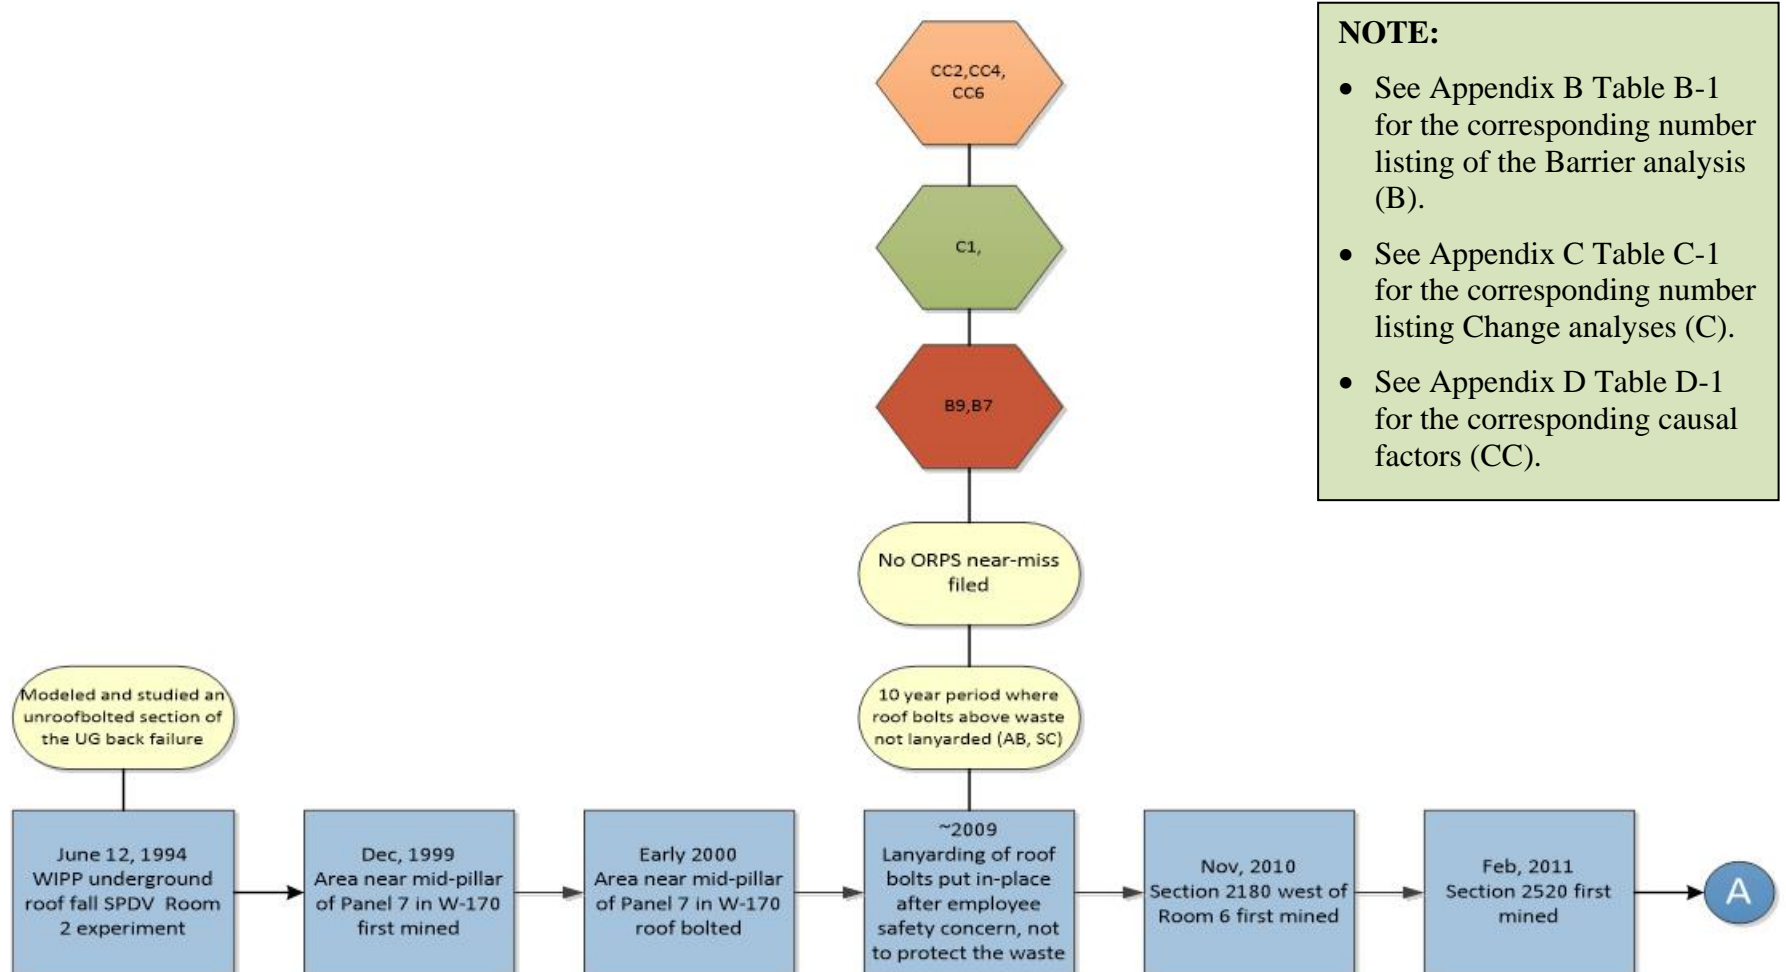 CC2,CC4,
CC6
C1,
B9,B7
No ORPS near-miss
filed
10 year period where
roof bolts above waste
not lanyarded (AB, SC)
NOTE:
• See Appendix B Table B-1
for the corresponding number
listing of the Barrier analysis
(B).
• See Appendix C Table C-1
for the corresponding number
listing Change analyses (C).
• See Appendix D Table D-1
for the corresponding causal
factors (CC).
Modeled and studied an
unroofbolted section of
the UG back failure
June 12, 1994
WIPP underground
roof fall SPDV Room
2 experiment
Dec, 1999
Area near mid-pillar
of Panel 7 in W-170
first mined
Early 2000
Area near mid-pillar
of Panel 7 in W-170
roof bolted
~2009
Lanyarding of roof
bolts put in-place
after employee
safety concern, not
to protect the waste
Nov, 2010
Section 2180 west of
Room 6 first mined
Feb, 2011
Section 2520 first
mined
A